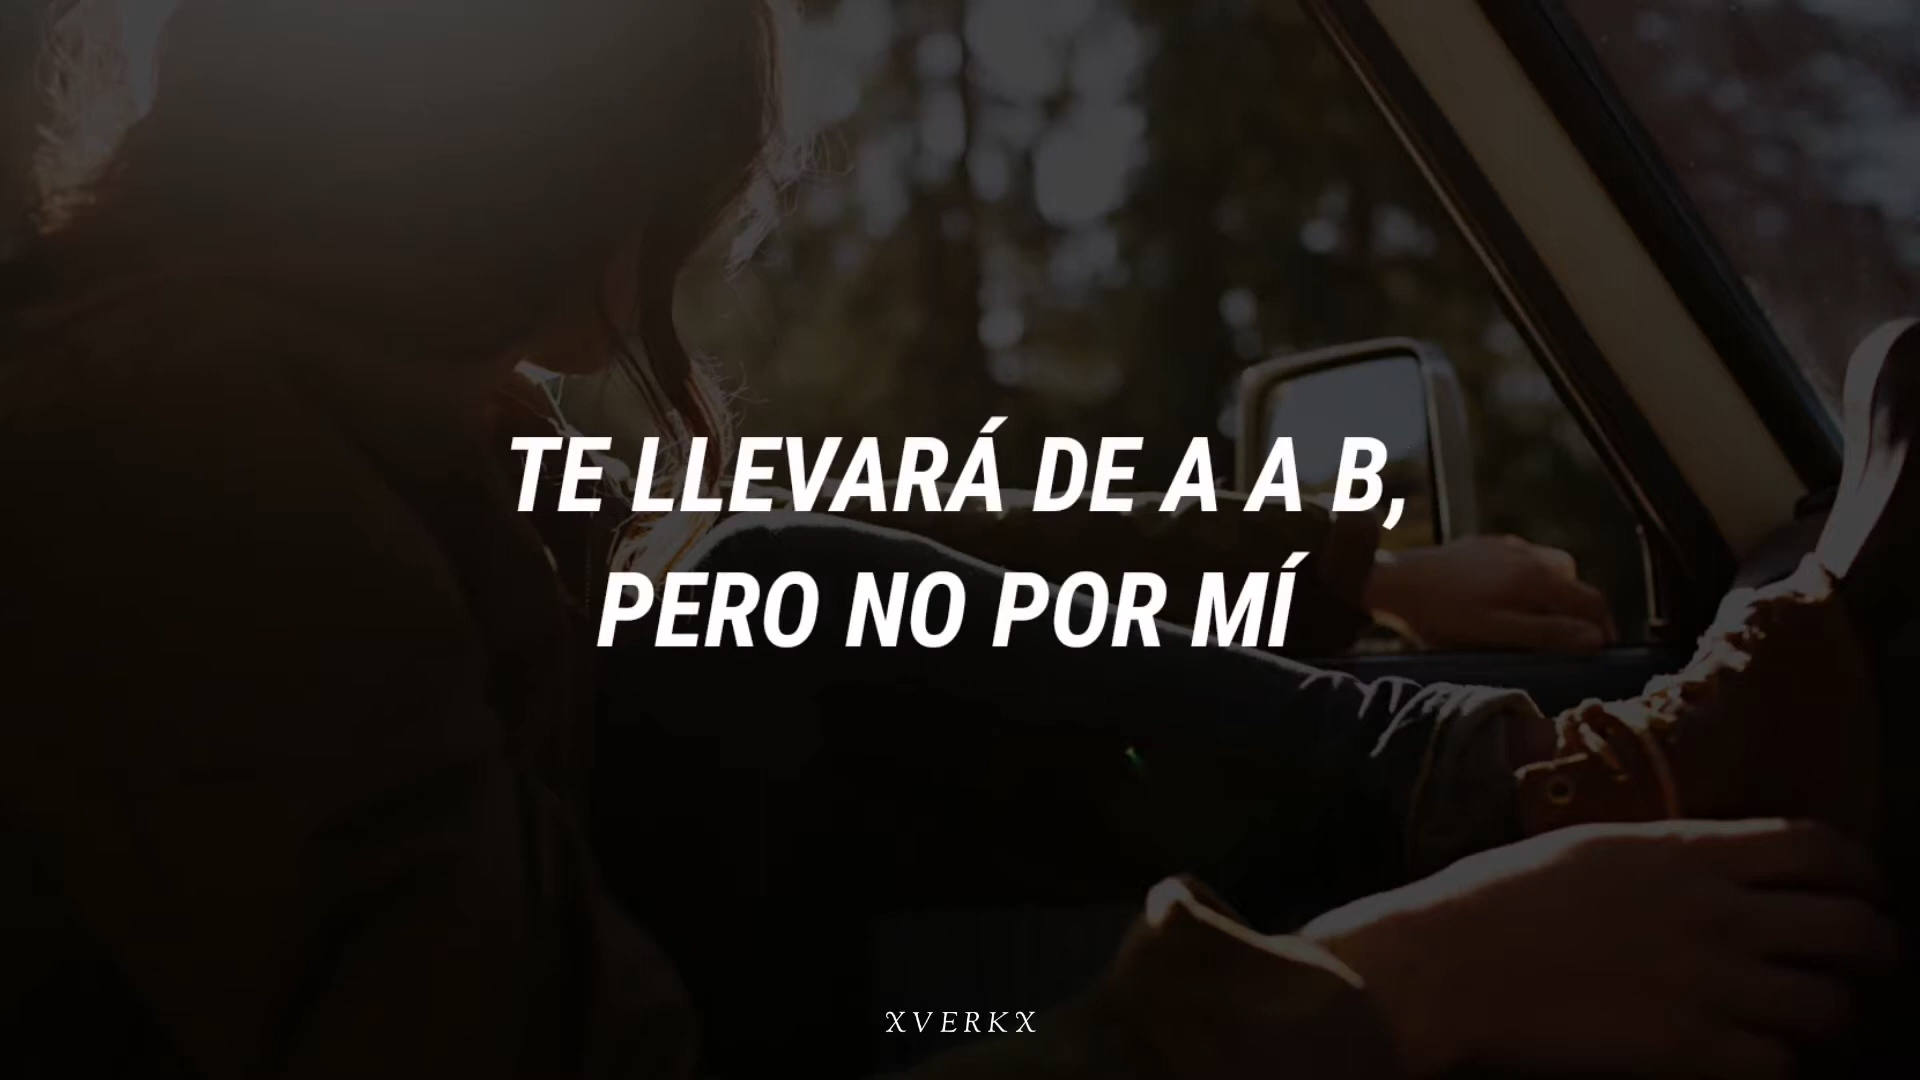 TE LLEVARÁ DE A A B,
PERO NO POR MÍ
XVERKX